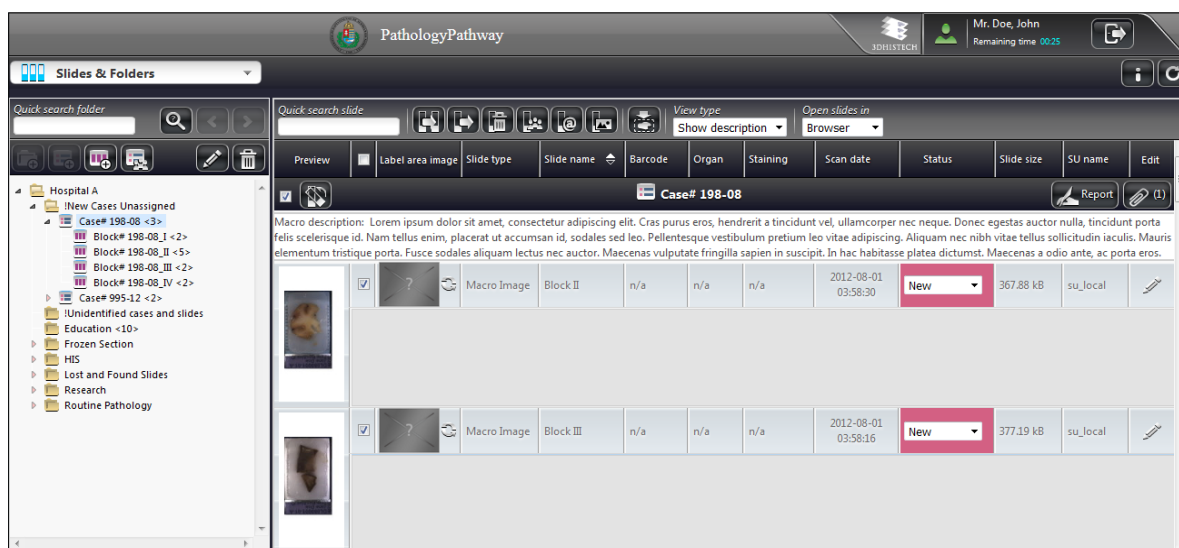 PathologyPathway
3DHISTECH
Mr. Doe, John
Remaining time 00:25
Slides & Folders
i
Quick search folder
Quick search slide
View type
Show description
Open slides in
Browser
Preview Label area image Slide type Slide name Barcode Organ Staining Scan date Status Slide size SU name Edit
Hospital A
!New Cases Unassigned
Case# 198-08 <3>
Block# 198-08_I <2>
Block# 198-08_II <5>
Block# 198-08_III <2>
Block# 198-08_IV <2>
Case# 995-12 <2>
!Unidentified cases and slides
Education <10>
Frozen Section
HIS
Lost and Found Slides
Research
Routine Pathology
Case# 198-08
Report
(1)
Macro description: Lorem ipsum dolor sit amet, consectetur adipiscing elit. Cras purus eros, hendrerit a tincidunt vel, ullamcorper nec neque. Donec egestas auctor nulla, tincidunt porta
felis scelerisque id. Nam tellus enim, placerat ut accumsan id, sodales sed leo. Pellentesque vestibulum pretium leo vitae adipiscing. Aliquam nec nibh vitae tellus sollicitudin iaculis. Mauris
elementum tristique porta. Fusce sodales aliquam lectus nec auctor. Maecenas vulputate fringilla sapien in suscipit. In hac habitasse platea dictumst. Maecenas a odio ante, ac porta eros.
? Macro Image Block II n/a n/a n/a 2012-08-01 New 367.88 kB su_local
03:58:30
? Macro Image Block III n/a n/a n/a 2012-08-01 New 377.19 kB su_local
03:58:16